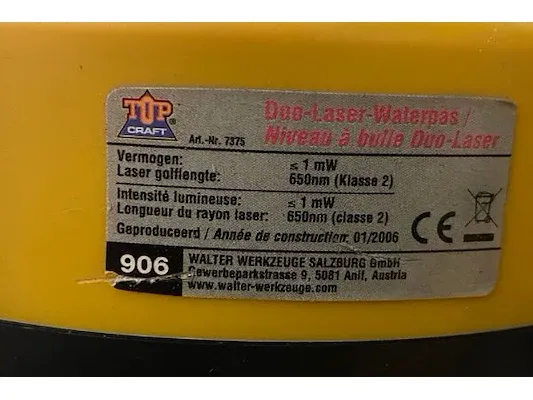 TOP
CRAFT
Art.-Nr. 7375
Duo-Laser-Waterpas /
Niveau à bulle Duo-Laser
Vermogen: ≤ 1 mW
Laser golflengte: 650nm (Klasse 2)
Intensité lumineuse: ≤ 1 mW
Longueur du rayon laser: 650nm (classe 2)
Geproduceerd / Année de construction: 01/2006
CE
906
WALTER WERKZEUGE SALZBURG GmbH
Gewerbeparkstrasse 9, 5081 Anif, Austria
www.walter-werkzeuge.com